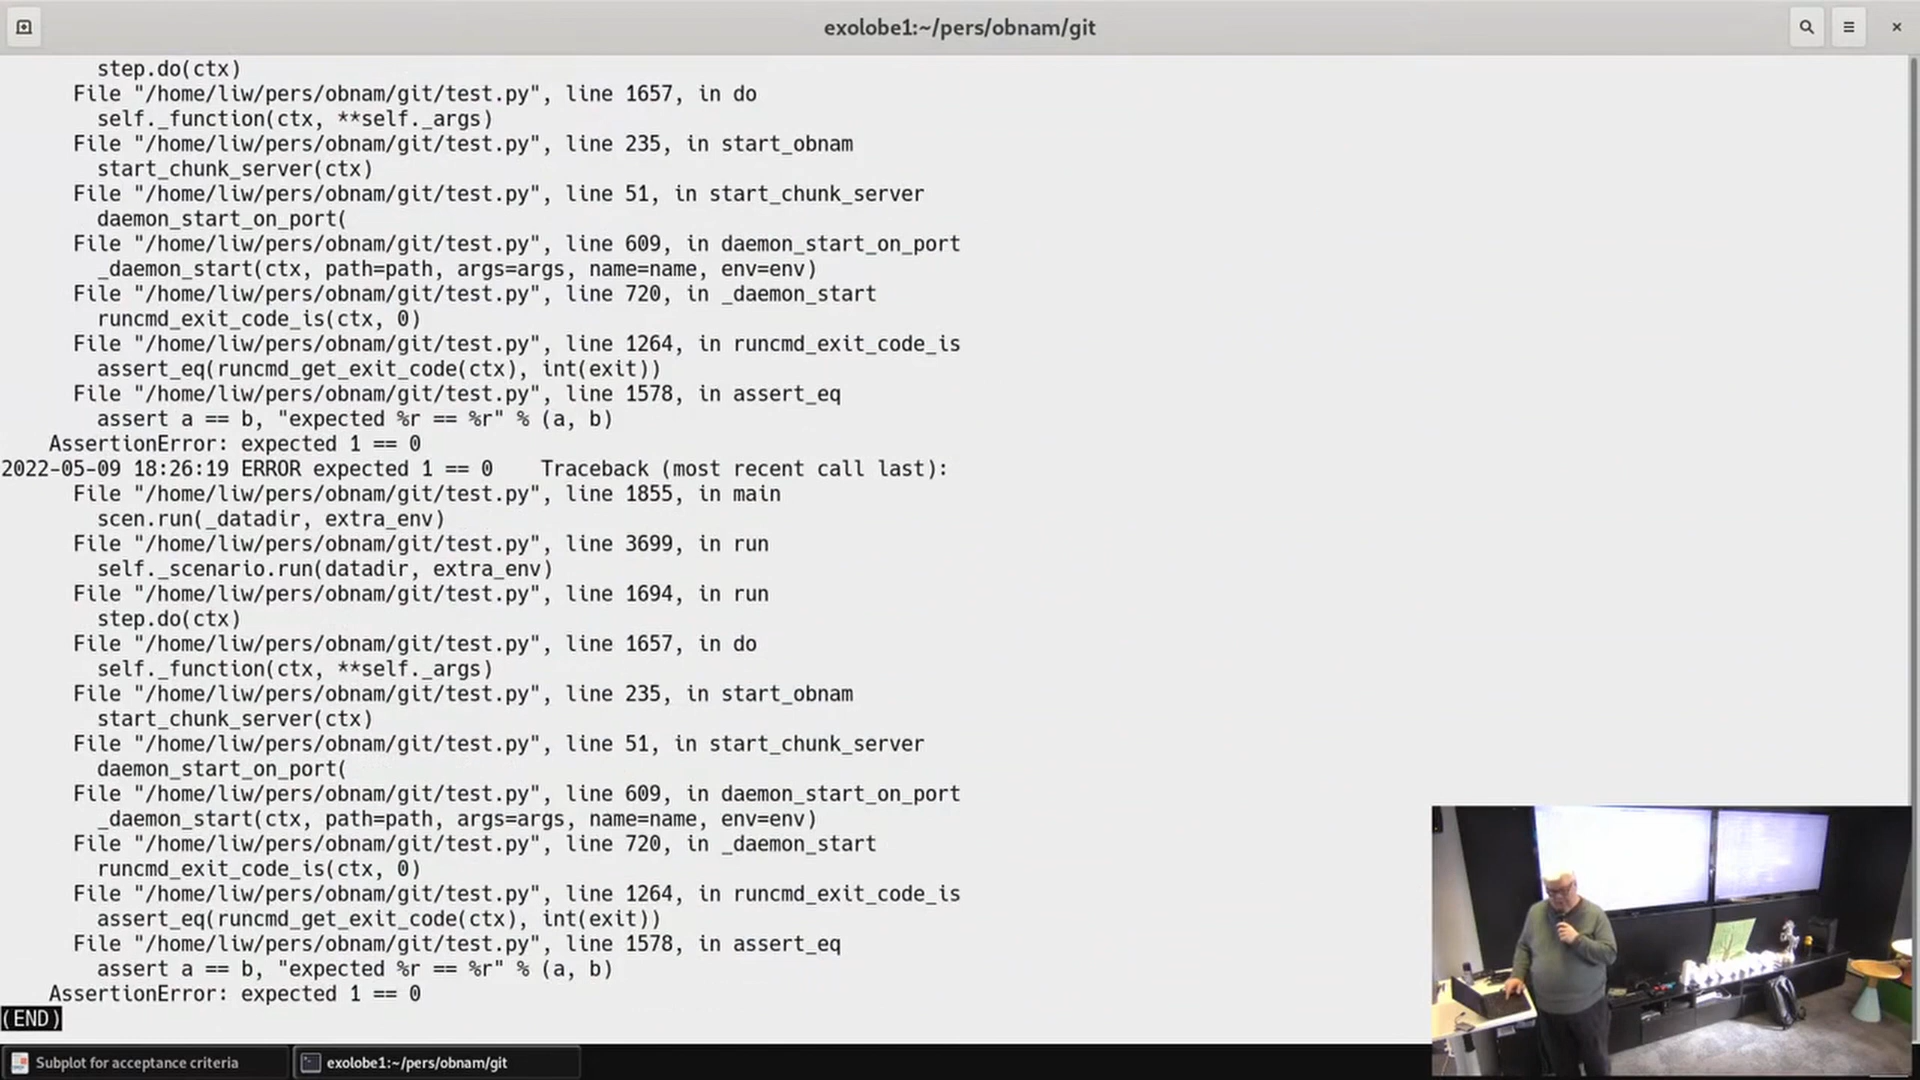 exolobe1:~/pers/obnam/git
step.do(ctx)
File "/home/liw/pers/obnam/git/test.py", line 1657, in do
self._function(ctx, **self._args)
File "/home/liw/pers/obnam/git/test.py", line 235, in start_obnam
start_chunk_server(ctx)
File "/home/liw/pers/obnam/git/test.py", line 51, in start_chunk_server
daemon_start_on_port(
File "/home/liw/pers/obnam/git/test.py", line 609, in daemon_start_on_port
_daemon_start(ctx, path=path, args=args, name=name, env=env)
File "/home/liw/pers/obnam/git/test.py", line 720, in _daemon_start
runcmd_exit_code_is(ctx, 0)
File "/home/liw/pers/obnam/git/test.py", line 1264, in runcmd_exit_code_is
assert_eq(runcmd_get_exit_code(ctx), int(exit))
File "/home/liw/pers/obnam/git/test.py", line 1578, in assert_eq
assert a == b, "expected %r == %r" % (a, b)
AssertionError: expected 1 == 0
2022-05-09 18:26:19 ERROR expected 1 == 0    Traceback (most recent call last):
File "/home/liw/pers/obnam/git/test.py", line 1855, in main
scen.run(_datadir, extra_env)
File "/home/liw/pers/obnam/git/test.py", line 3699, in run
self._scenario.run(datadir, extra_env)
File "/home/liw/pers/obnam/git/test.py", line 1694, in run
step.do(ctx)
File "/home/liw/pers/obnam/git/test.py", line 1657, in do
self._function(ctx, **self._args)
File "/home/liw/pers/obnam/git/test.py", line 235, in start_obnam
start_chunk_server(ctx)
File "/home/liw/pers/obnam/git/test.py", line 51, in start_chunk_server
daemon_start_on_port(
File "/home/liw/pers/obnam/git/test.py", line 609, in daemon_start_on_port
_daemon_start(ctx, path=path, args=args, name=name, env=env)
File "/home/liw/pers/obnam/git/test.py", line 720, in _daemon_start
runcmd_exit_code_is(ctx, 0)
File "/home/liw/pers/obnam/git/test.py", line 1264, in runcmd_exit_code_is
assert_eq(runcmd_get_exit_code(ctx), int(exit))
File "/home/liw/pers/obnam/git/test.py", line 1578, in assert_eq
assert a == b, "expected %r == %r" % (a, b)
AssertionError: expected 1 == 0
(END)
Subplot for acceptance criteria
exolobe1:~/pers/obnam/git